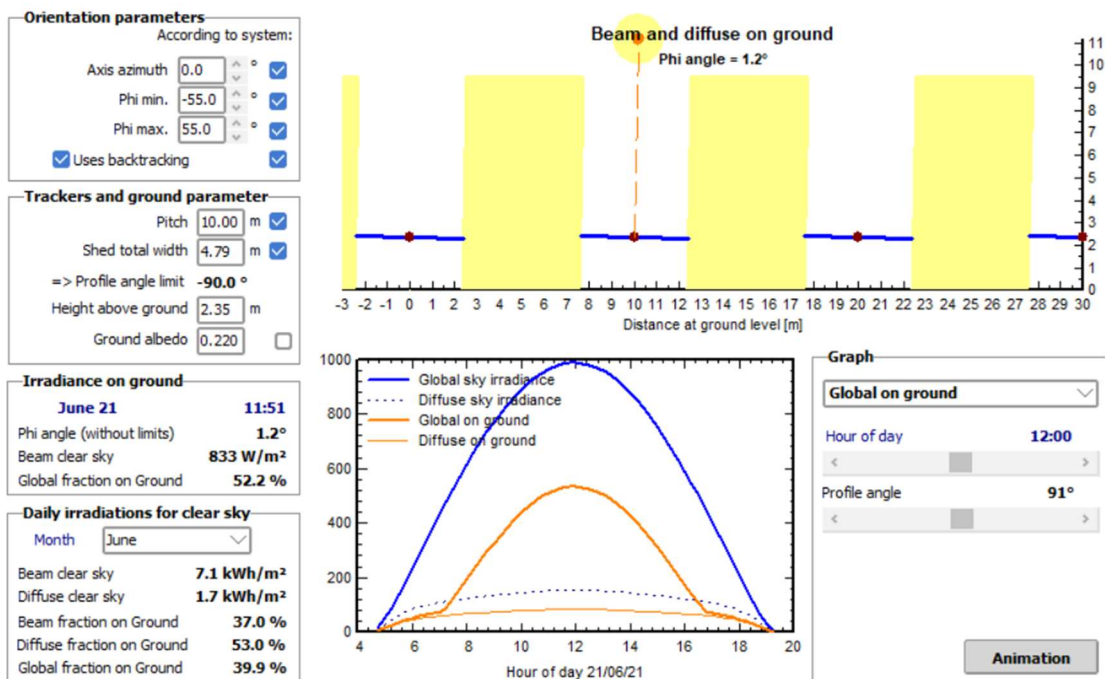 Orientation parameters
According to system:
Axis azimuth 0.0 °
Phi min. -55.0 °
Phi max. 55.0 °
Uses backtracking
Trackers and ground parameter
Pitch 10.00 m
Shed total width 4.79 m
=> Profile angle limit -90.0 °
Height above ground 2.35 m
Ground albedo 0.220
Irradiance on ground
June 21 11:51
Phi angle (without limits) 1.2°
Beam clear sky 833 W/m²
Global fraction on Ground 52.2 %
Daily irradiations for clear sky
Month June
Beam clear sky 7.1 kWh/m²
Diffuse clear sky 1.7 kWh/m²
Beam fraction on Ground 37.0 %
Diffuse fraction on Ground 53.0 %
Global fraction on Ground 39.9 %
Beam and diffuse on ground
Phi angle = 1.2°
11
10
9
8
7
6
5
4
3
2
1
0
-3 -2 -1 0 1 2 3 4 5 6 7 8 9 10 11 12 13 14 15 16 17 18 19 20 21 22 23 24 25 26 27 28 29 30
Distance at ground level [m]
1000
800
600
400
200
0
Global sky irradiance
Diffuse sky irradiance
Global on ground
Diffuse on ground
4 6 8 10 12 14 16 18 20
Hour of day 21/06/21
Graph
Global on ground
Hour of day 12:00
Profile angle 91°
Animation